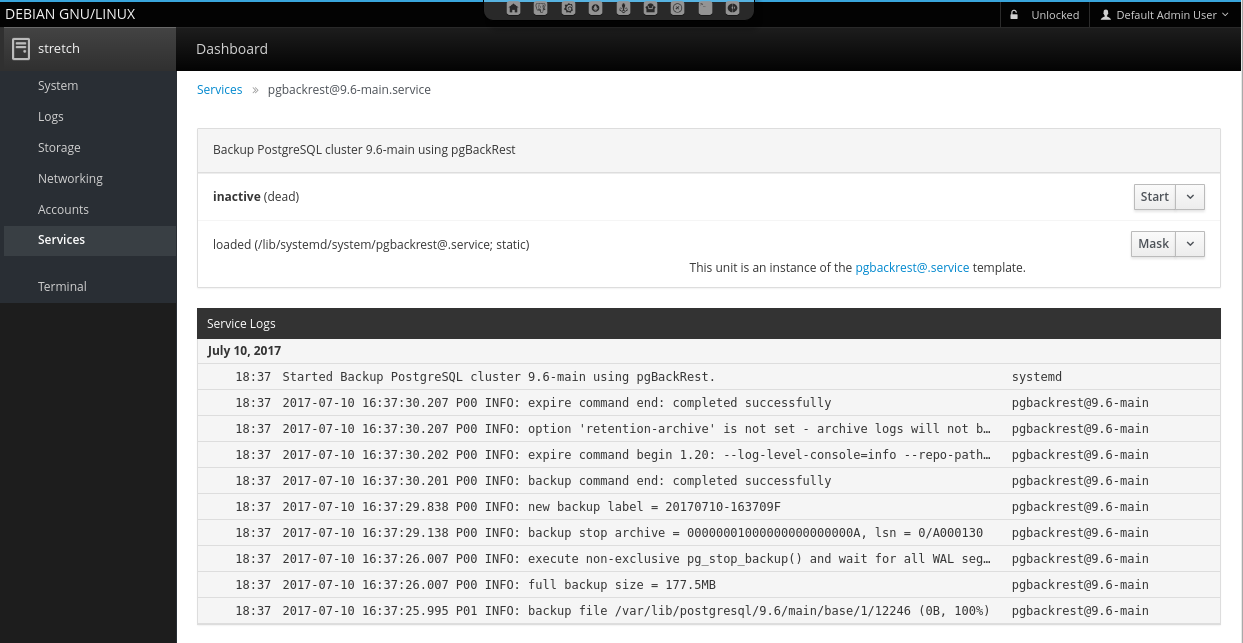 DEBIAN GNU/LINUX
Unlocked
Default Admin User
stretch
Dashboard
System
Logs
Storage
Networking
Accounts
Services
Terminal
Services » pgbackrest@9.6-main.service
Backup PostgreSQL cluster 9.6-main using pgBackRest
inactive (dead)
Start
loaded (/lib/systemd/system/pgbackrest@.service; static)
Mask
This unit is an instance of the pgbackrest@.service template.
Service Logs
July 10, 2017
18:37 Started Backup PostgreSQL cluster 9.6-main using pgBackRest. systemd
18:37 2017-07-10 16:37:30.207 P00 INFO: expire command end: completed successfully pgbackrest@9.6-main
18:37 2017-07-10 16:37:30.207 P00 INFO: option 'retention-archive' is not set - archive logs will not b… pgbackrest@9.6-main
18:37 2017-07-10 16:37:30.202 P00 INFO: expire command begin 1.20: --log-level-console=info --repo-path… pgbackrest@9.6-main
18:37 2017-07-10 16:37:30.201 P00 INFO: backup command end: completed successfully pgbackrest@9.6-main
18:37 2017-07-10 16:37:29.838 P00 INFO: new backup label = 20170710-163709F pgbackrest@9.6-main
18:37 2017-07-10 16:37:29.138 P00 INFO: backup stop archive = 00000001000000000000000A, lsn = 0/A000130 pgbackrest@9.6-main
18:37 2017-07-10 16:37:26.007 P00 INFO: execute non-exclusive pg_stop_backup() and wait for all WAL seg… pgbackrest@9.6-main
18:37 2017-07-10 16:37:26.007 P00 INFO: full backup size = 177.5MB pgbackrest@9.6-main
18:37 2017-07-10 16:37:25.995 P01 INFO: backup file /var/lib/postgresql/9.6/main/base/1/12246 (0B, 100%) pgbackrest@9.6-main